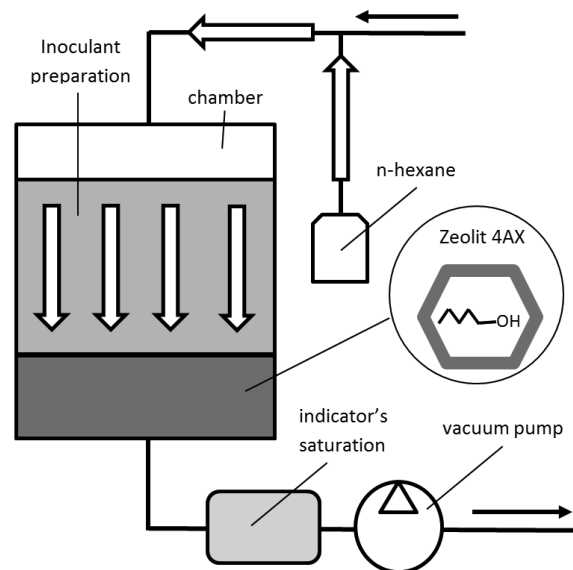 Inoculant
preparation
chamber
n-hexane
Zeolit 4AX
OH
indicator's
saturation
vacuum pump